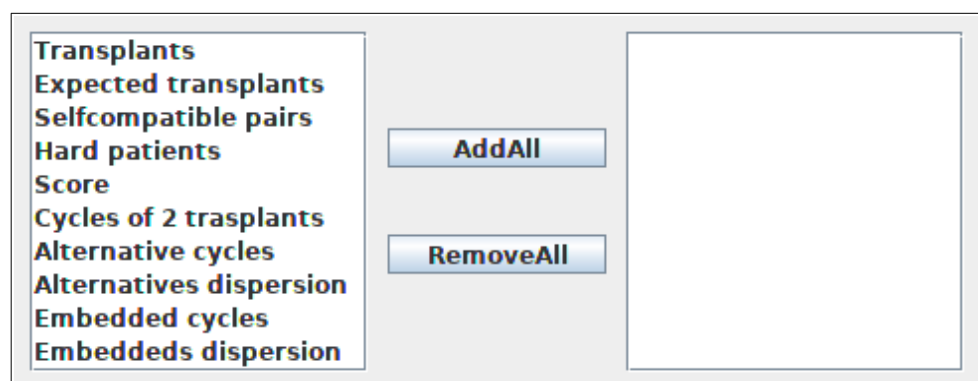 Transplants
Expected transplants
Selfcompatible pairs
Hard patients
Score
Cycles of 2 trasplants
Alternative cycles
Alternatives dispersion
Embedded cycles
Embeddeds dispersion
AddAll
RemoveAll